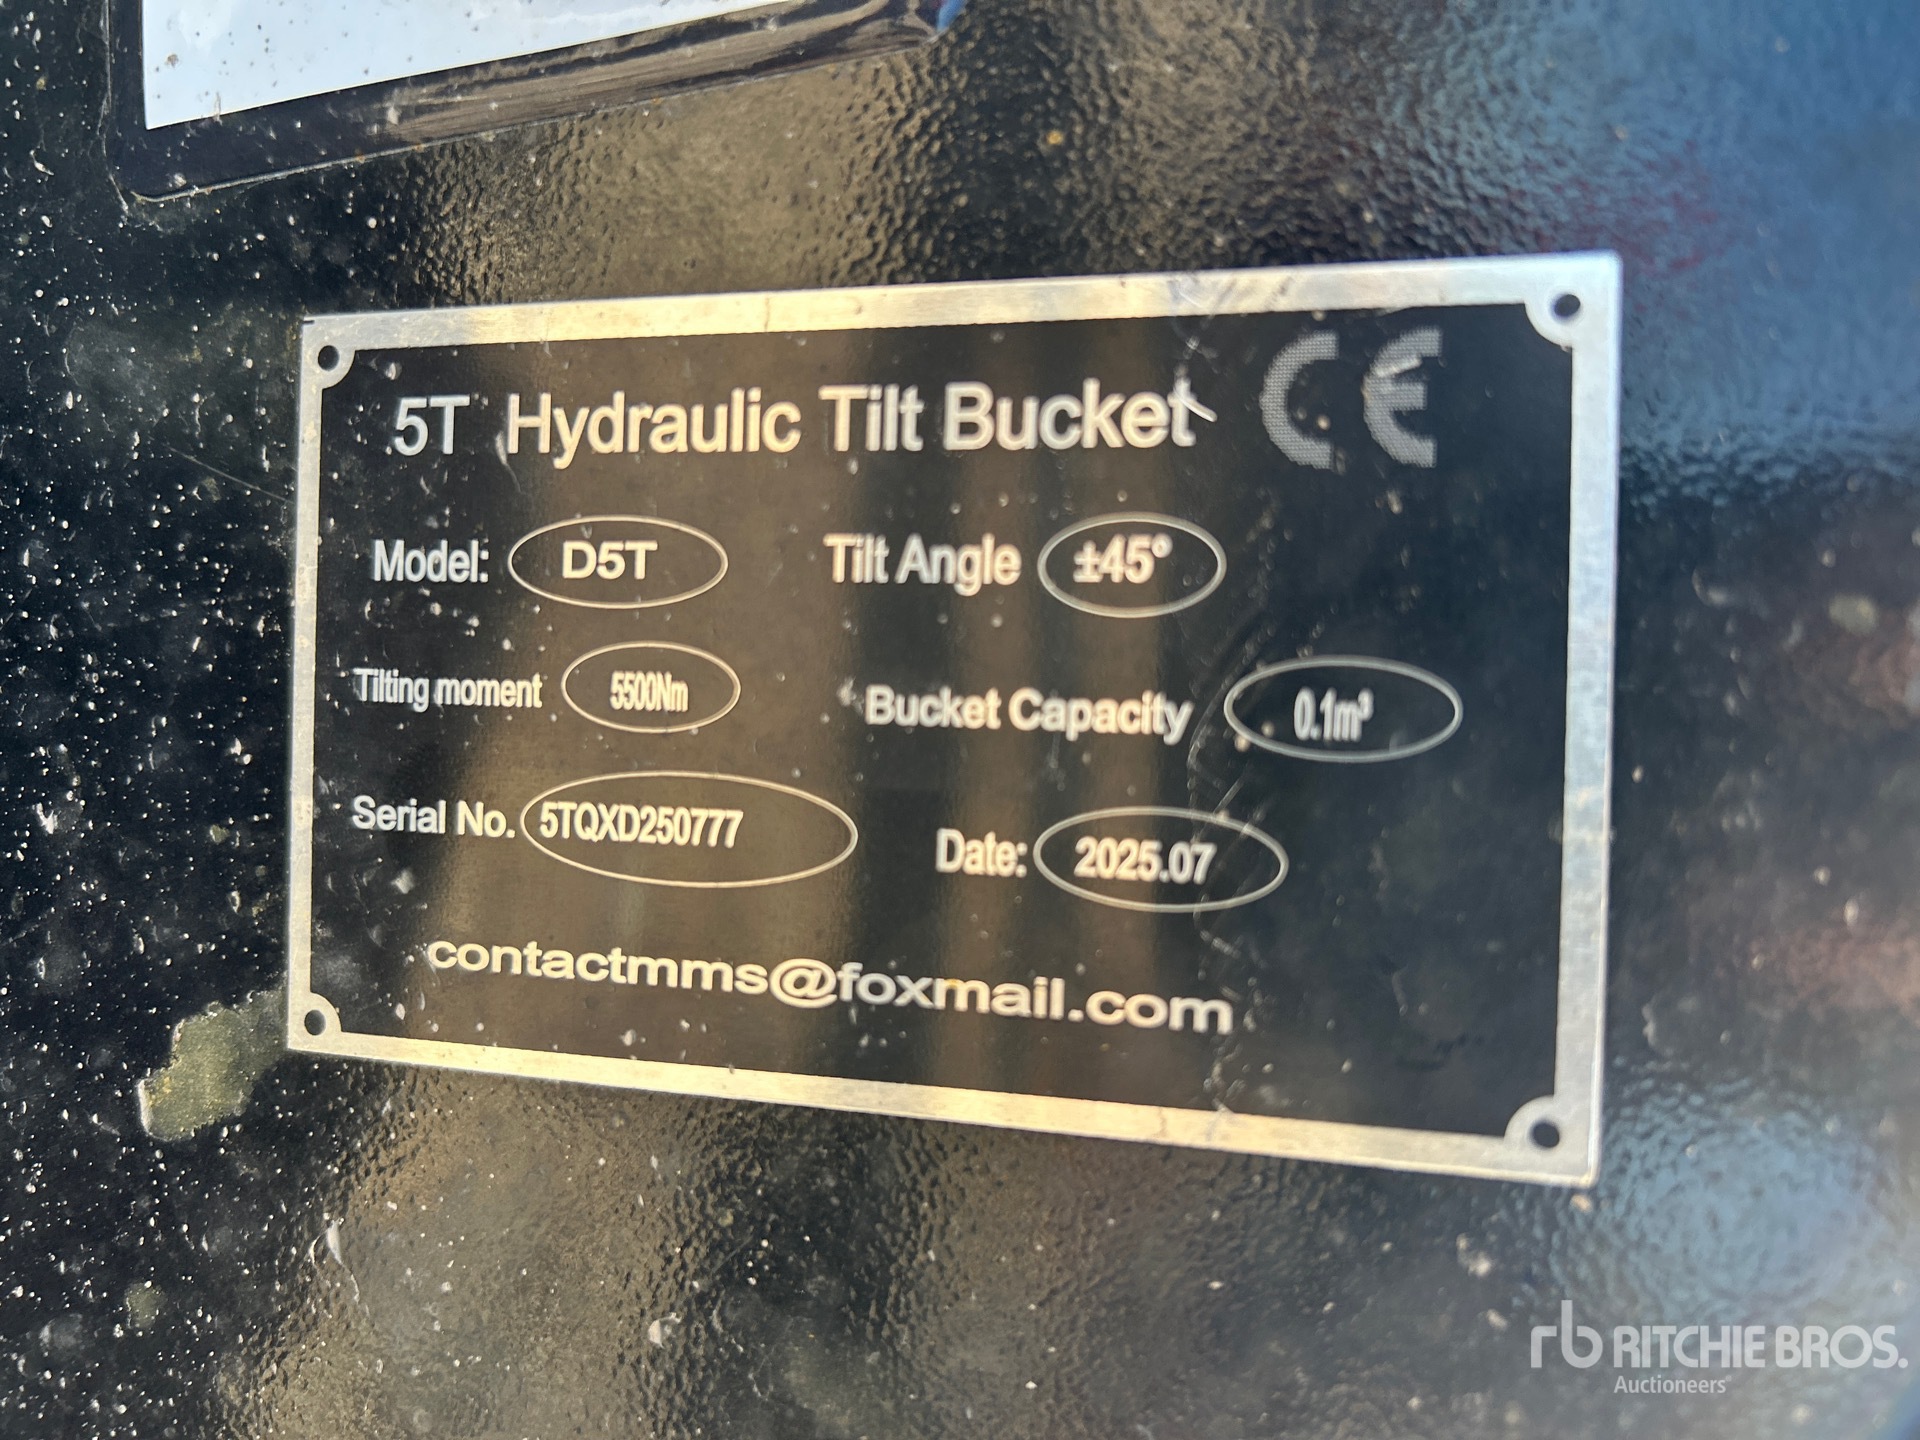 5T Hydraulic Tilt Bucket CE
Model: D5T Tilt Angle ±45°
Tilting moment 5500Nm Bucket Capacity 0.1m³
Serial No. 5TQXD250777 Date: 2025.07
contactmms@foxmail.com
rb RITCHIE BROS.
Auctioneers